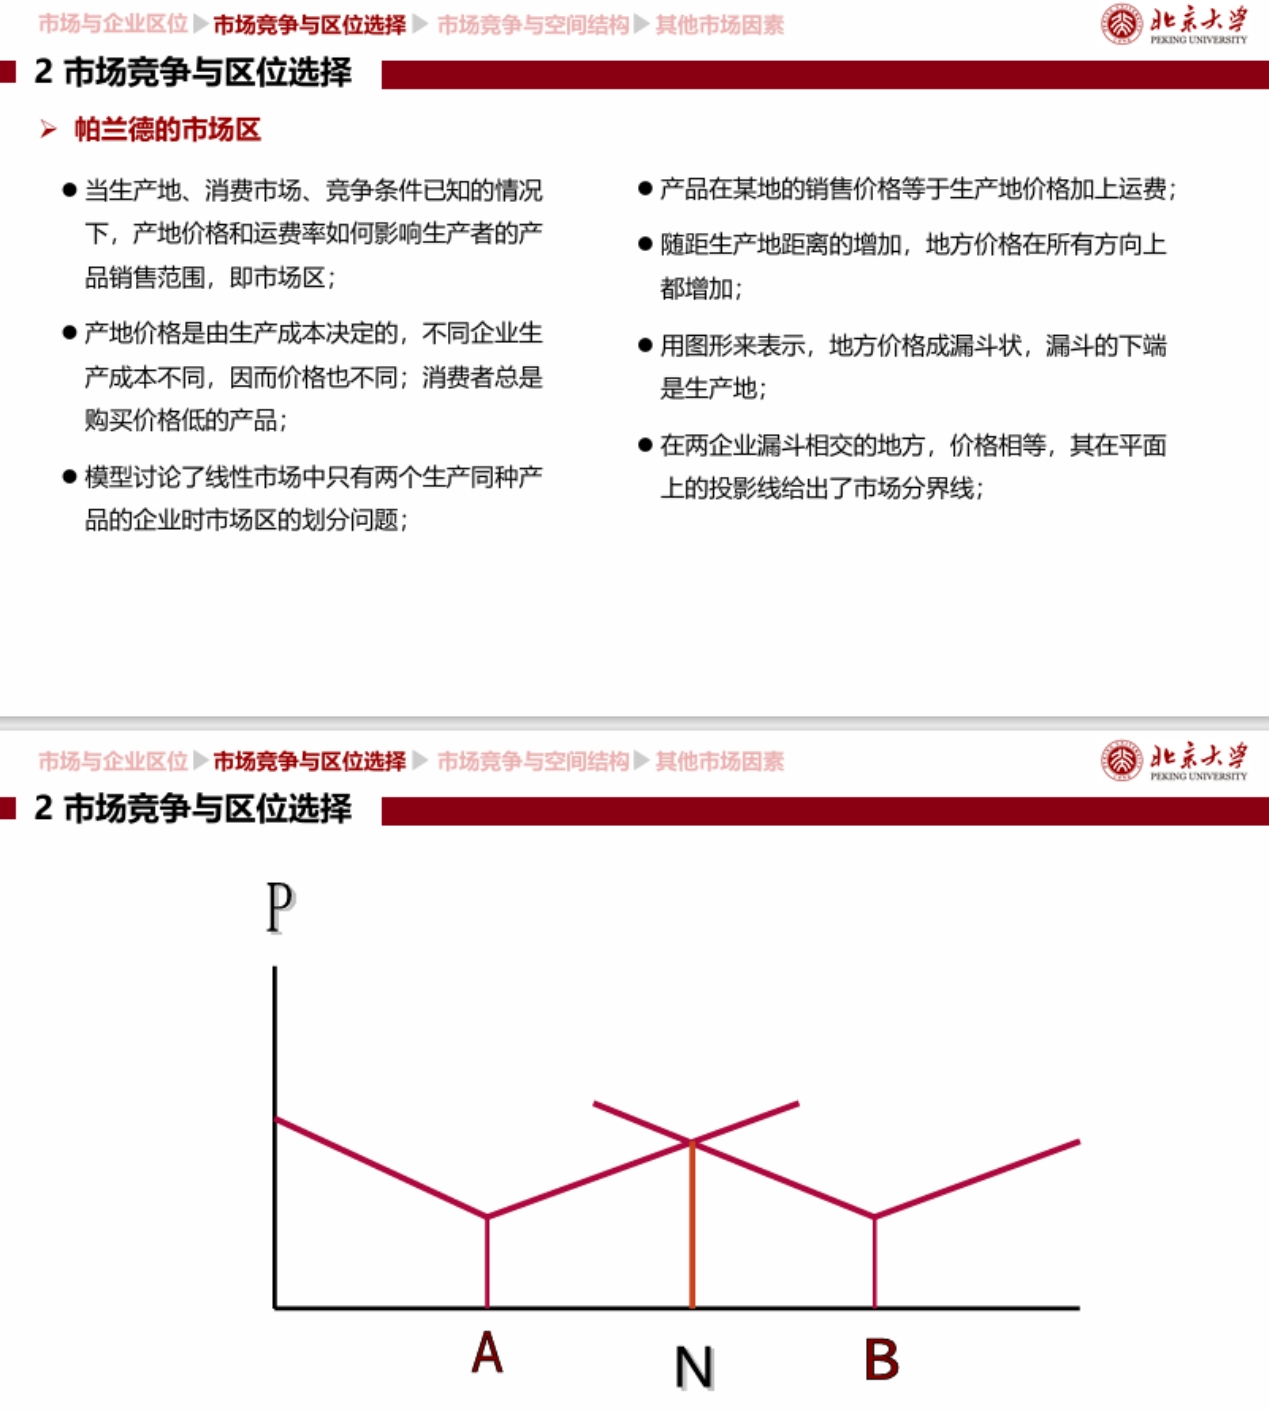 市场与企业区位 市场竞争与区位选择 市场竞争与空间结构 其他市场因素
北京大学
PEKING UNIVERSITY
2 市场竞争与区位选择
帕兰德的市场区
当生产地、消费市场、竞争条件已知的情况
下，产地价格和运费率如何影响生产者的产
品销售范围，即市场区；
产地价格是由生产成本决定的，不同企业生
产成本不同，因而价格也不同；消费者总是
购买价格低的产品；
模型讨论了线性市场中只有两个生产同种产
品的企业时市场区的划分问题；
产品在某地的销售价格等于生产地价格加上运费；
随距生产地距离的增加，地方价格在所有方向上
都增加；
用图形来表示，地方价格成漏斗状，漏斗的下端
是生产地；
在两企业漏斗相交的地方，价格相等，其在平面
上的投影线给出了市场分界线；
市场与企业区位 市场竞争与区位选择 市场竞争与空间结构 其他市场因素
北京大学
PEKING UNIVERSITY
2 市场竞争与区位选择
P
A N B